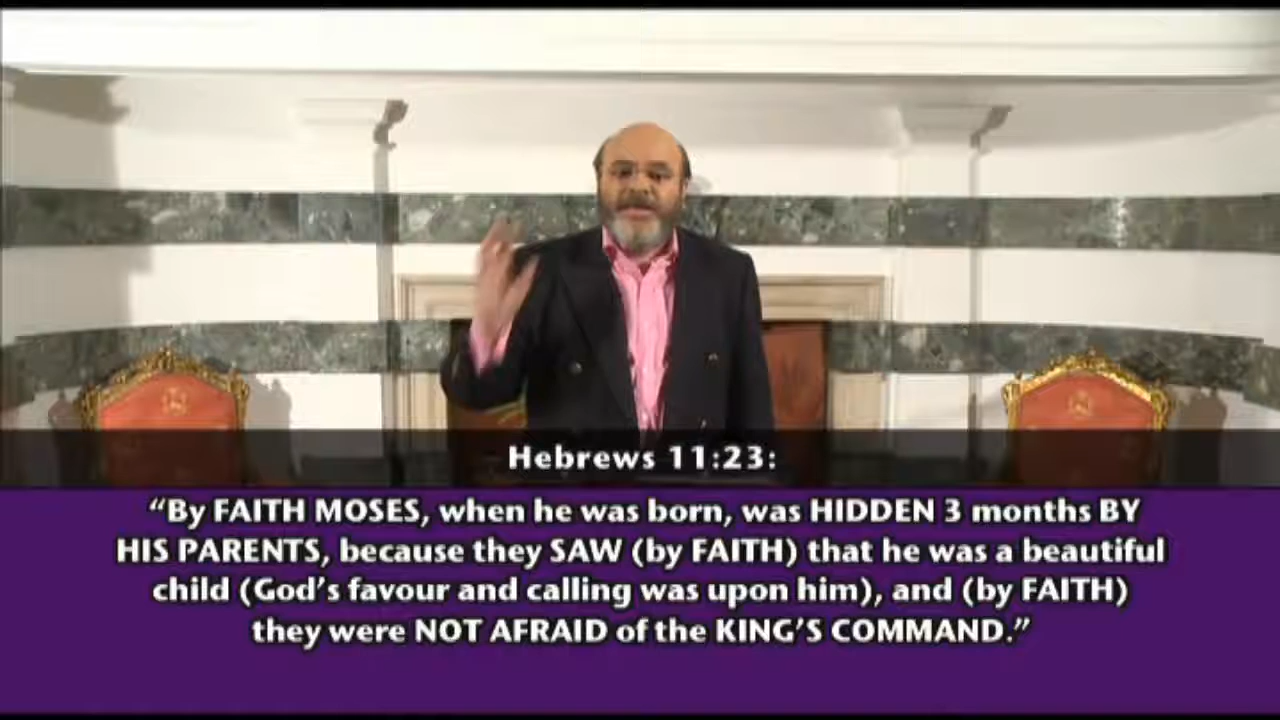 Hebrews 11:23:
“By FAITH MOSES, when he was born, was HIDDEN 3 months BY
HIS PARENTS, because they SAW (by FAITH) that he was a beautiful
child (God’s favour and calling was upon him), and (by FAITH)
they were NOT AFRAID of the KING’S COMMAND.”